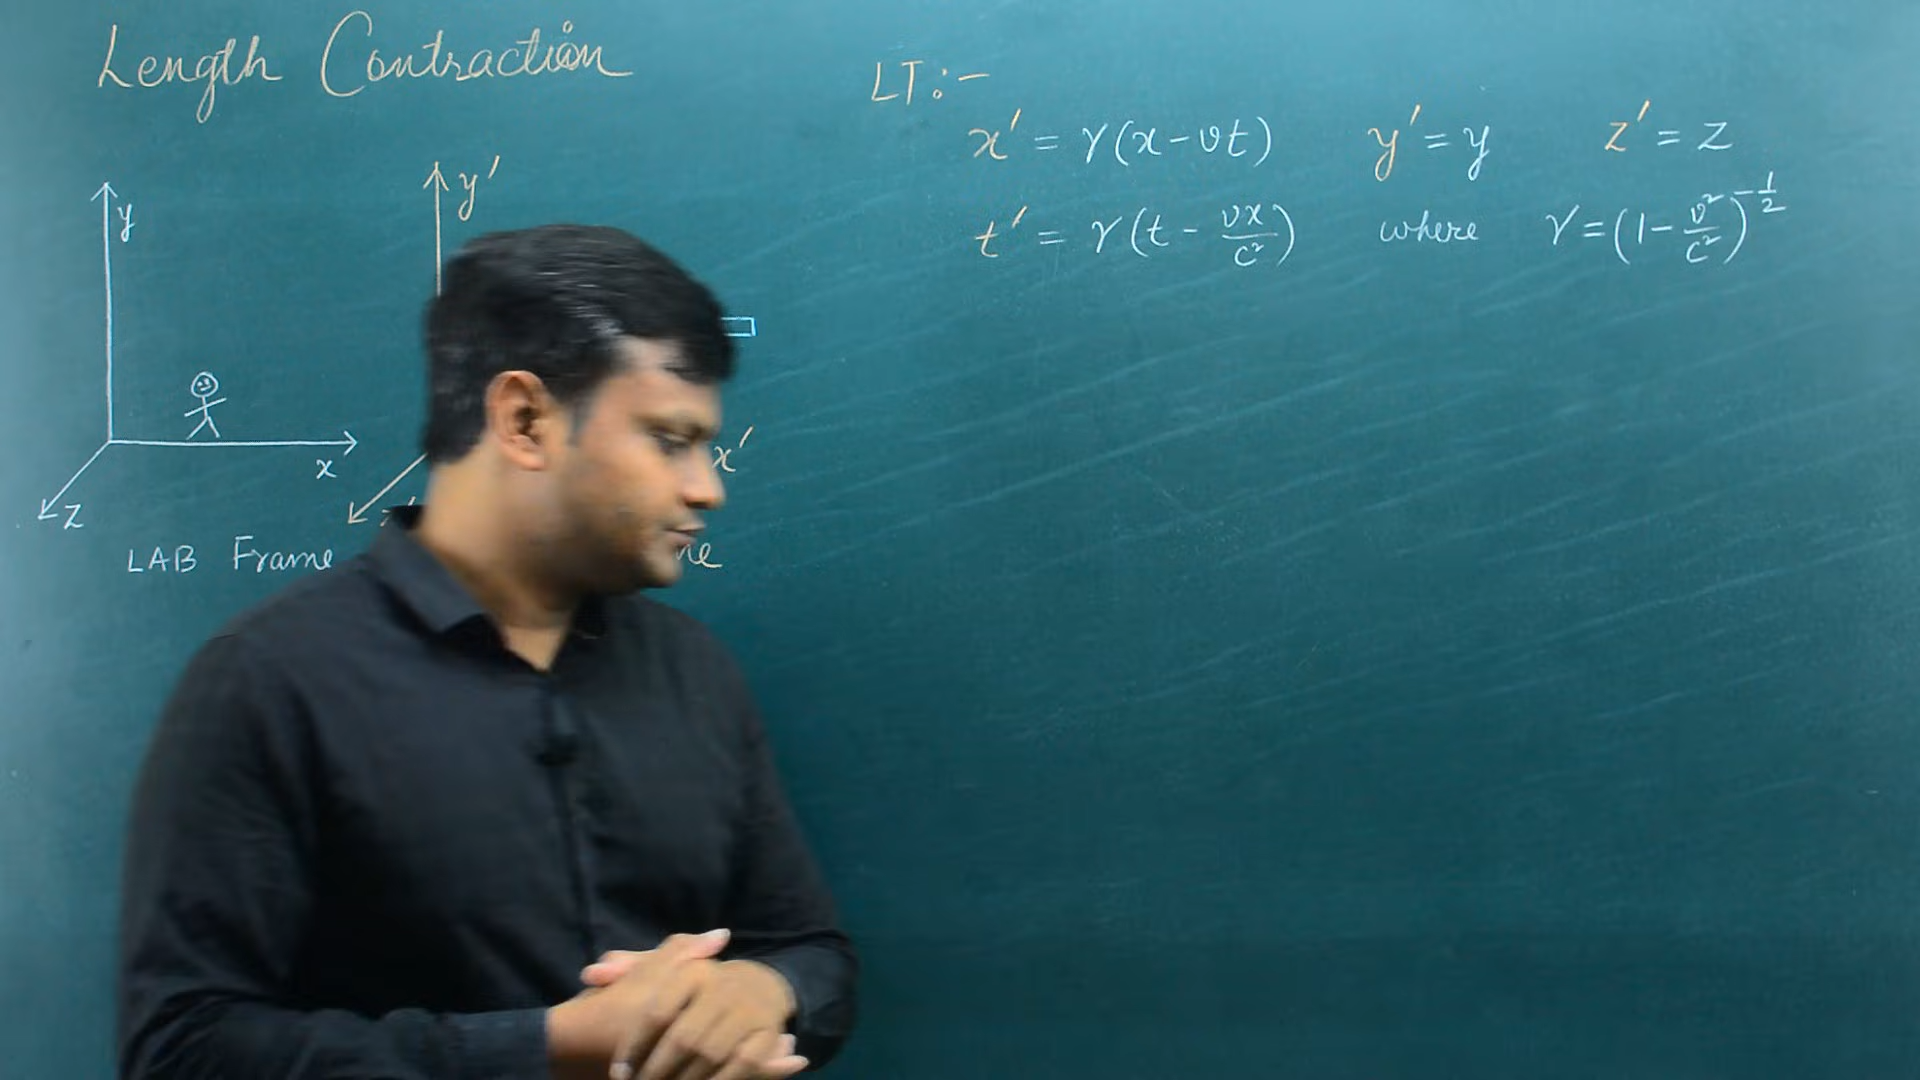 Length Contraction
LT:-
x' = γ(x-vt) y' = y z' = z
t' = γ(t - vx/c²) where γ = (1 - v²/c²)^-1/2
y
y'
x
x'
z
LAB Frame